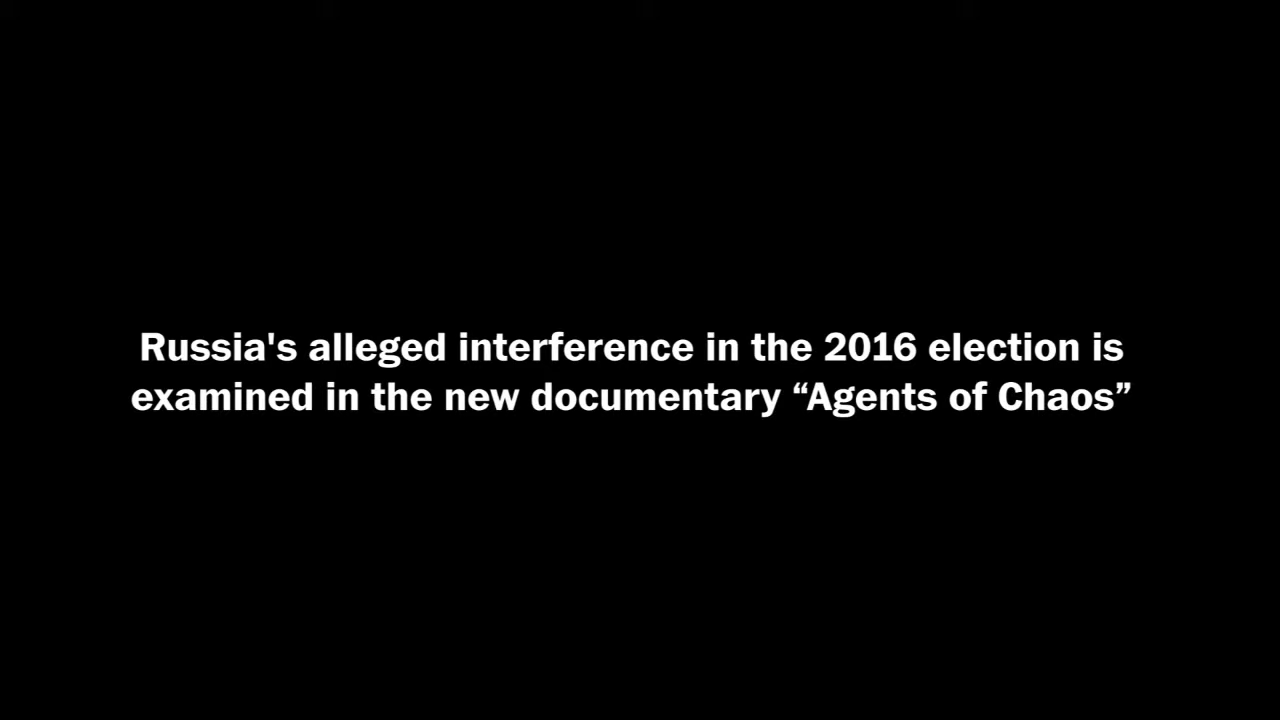 Russia's alleged interference in the 2016 election is
examined in the new documentary “Agents of Chaos”